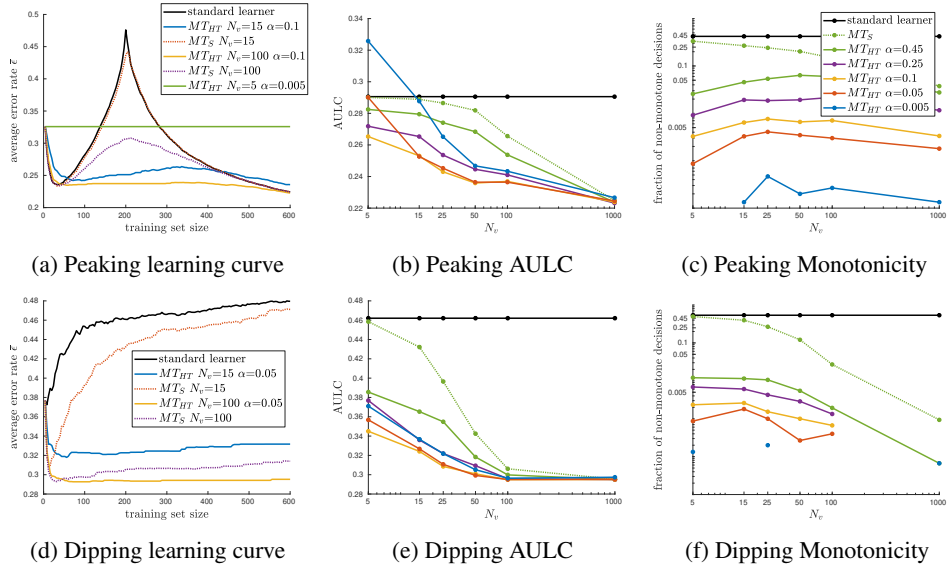 standard learner
MT_HT N_v=15 α=0.1
MT_S N_v=15
MT_HT N_v=100 α=0.1
MT_S N_v=100
MT_HT N_v=5 α=0.005
average error rate ε̄
0.5
0.45
0.4
0.35
0.3
0.25
0.2
0 100 200 300 400 500 600
training set size
(a) Peaking learning curve
AULC
0.34
0.32
0.3
0.28
0.26
0.24
0.22
5 15 25 50 100 1000
N_v
(b) Peaking AULC
standard learner
MT_S
MT_HT α=0.45
MT_HT α=0.25
MT_HT α=0.1
MT_HT α=0.05
MT_HT α=0.005
fraction of non-monotone decisions
0.45
0.25
0.1
0.05
0.005
5 15 25 50 100 1000
N_v
(c) Peaking Monotonicity
average error rate ε̄
0.48
0.46
0.44
0.42
0.4
0.38
0.36
0.34
0.32
0.3
0.28
standard learner
MT_HT N_v=15 α=0.05
MT_S N_v=15
MT_HT N_v=100 α=0.05
MT_S N_v=100
0 100 200 300 400 500 600
training set size
(d) Dipping learning curve
AULC
0.48
0.46
0.44
0.42
0.4
0.38
0.36
0.34
0.32
0.3
0.28
5 15 25 50 100 1000
N_v
(e) Dipping AULC
fraction of non-monotone decisions
0.45
0.25
0.1
0.05
0.005
5 15 25 50 100 1000
N_v
(f) Dipping Monotonicity